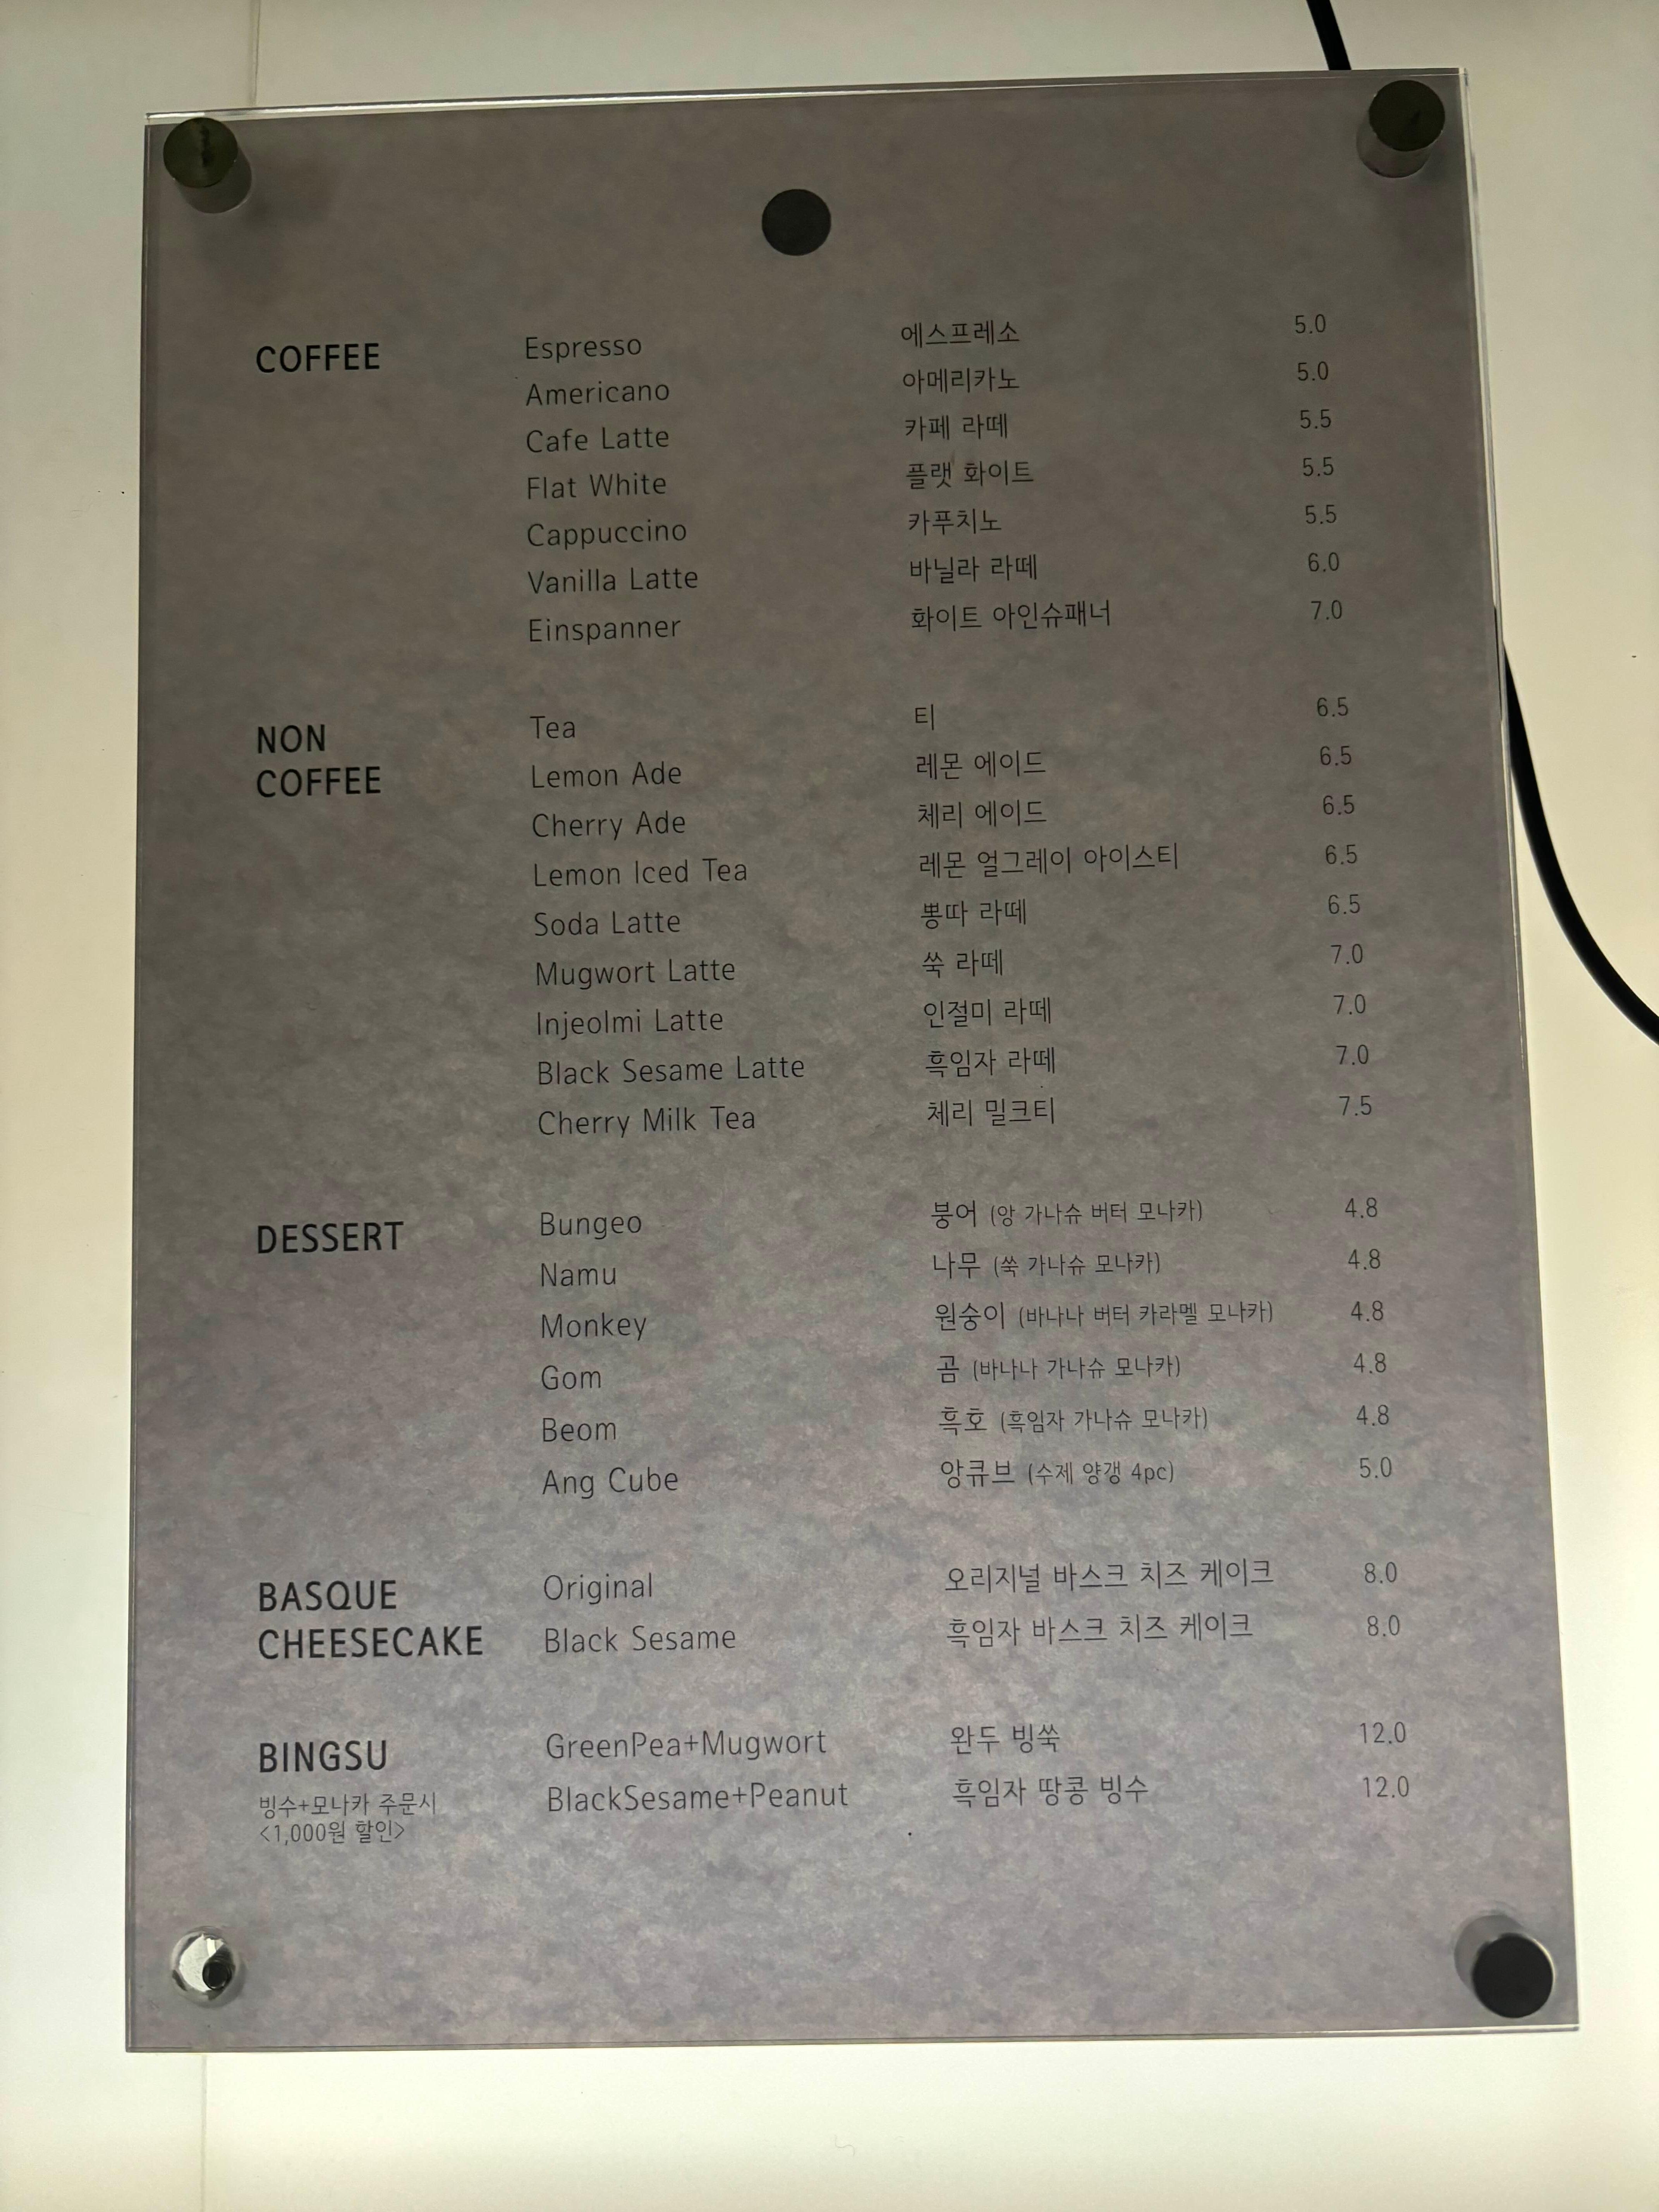 COFFEE
Espresso 에스프레소 5.0
Americano 아메리카노 5.0
Cafe Latte 카페 라떼 5.5
Flat White 플랫 화이트 5.5
Cappuccino 카푸치노 5.5
Vanilla Latte 바닐라 라떼 6.0
Einspanner 화이트 아인슈패너 7.0
NON
COFFEE
Tea 티 6.5
Lemon Ade 레몬 에이드 6.5
Cherry Ade 체리 에이드 6.5
Lemon Iced Tea 레몬 얼그레이 아이스티 6.5
Soda Latte 뽕따 라떼 6.5
Mugwort Latte 쑥 라떼 7.0
Injeolmi Latte 인절미 라떼 7.0
Black Sesame Latte 흑임자 라떼 7.0
Cherry Milk Tea 체리 밀크티 7.5
DESSERT
Bungeo 붕어 (앙 가나슈 버터 모나카) 4.8
Namu 나무 (쑥 가나슈 모나카) 4.8
Monkey 원숭이 (바나나 버터 카라멜 모나카) 4.8
Gom 곰 (바나나 가나슈 모나카) 4.8
Beom 흑호 (흑임자 가나슈 모나카) 4.8
Ang Cube 앙큐브 (수제 양갱 4pc) 5.0
BASQUE
CHEESECAKE
Original 오리지널 바스크 치즈 케이크 8.0
Black Sesame 흑임자 바스크 치즈 케이크 8.0
BINGSU
빙수+모나카 주문시
<1,000원 할인>
GreenPea+Mugwort 완두 빙쑥 12.0
BlackSesame+Peanut 흑임자 땅콩 빙수 12.0